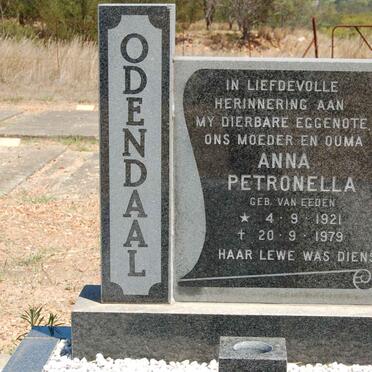 ODENDAAL
IN LIEFDEVOLLE
HERINNERING AAN
MY DIERBARE EGGENOTE
ONS MOEDER EN OUMA
ANNA
PETRONELLA
GEB. VAN EEDEN
★ 4 - 9 - 1921
✝ 20 - 9 - 1979
HAAR LEWE WAS DIENS